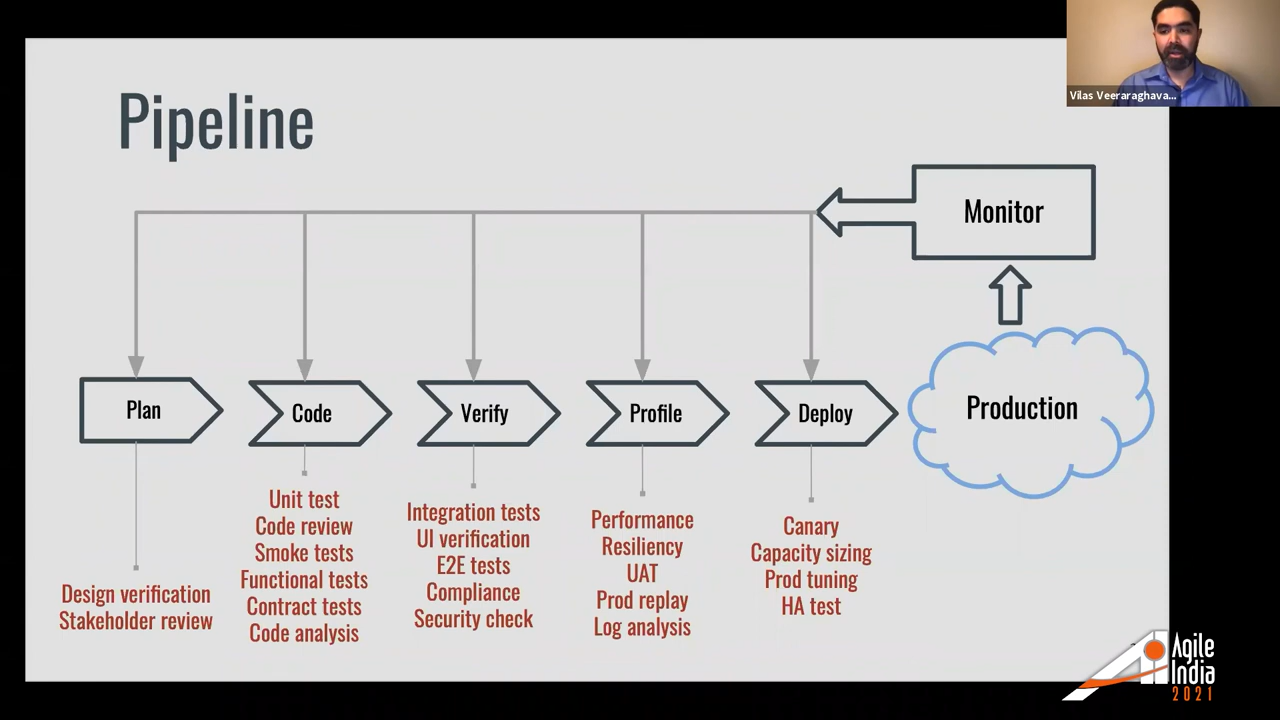 Pipeline
Vilas Veeraraghava...
Monitor
Plan
Code
Verify
Profile
Deploy
Production
Design verification
Stakeholder review
Unit test
Code review
Smoke tests
Functional tests
Contract tests
Code analysis
Integration tests
UI verification
E2E tests
Compliance
Security check
Performance
Resiliency
UAT
Prod replay
Log analysis
Canary
Capacity sizing
Prod tuning
HA test
Agile
India
2021